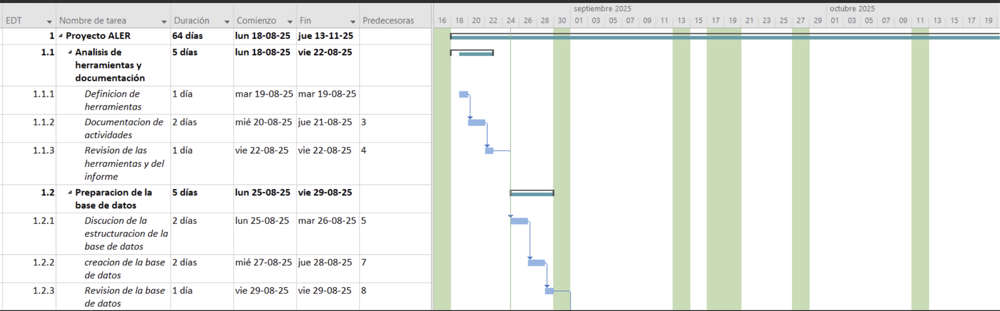 septiembre 2025 octubre 2025
EDT Nombre de tarea Duración Comienzo Fin Predecesoras 16 18 20 22 24 26 28 30 01 03 05 07 09 11 13 15 17 19 21 23 25 27 29 01 03 05 07 09 11 13 15 17 19
1 Proyecto ALER 64 días lun 18-08-25 jue 13-11-25
1.1 Analisis de 5 días lun 18-08-25 vie 22-08-25
herramientas y
documentación
1.1.1 Definicion de 1 día mar 19-08-25 mar 19-08-25
herramientas
1.1.2 Documentacion de 2 días mié 20-08-25 jue 21-08-25 3
actividades
1.1.3 Revision de las 1 día vie 22-08-25 vie 22-08-25 4
herramientas y del
informe
1.2 Preparacion de la 5 días lun 25-08-25 vie 29-08-25
base de datos
1.2.1 Discucion de la 2 días lun 25-08-25 mar 26-08-25 5
estructuracion de la
base de datos
1.2.2 creacion de la base 2 días mié 27-08-25 jue 28-08-25 7
de datos
1.2.3 Revision de la base 1 día vie 29-08-25 vie 29-08-25 8
de datos